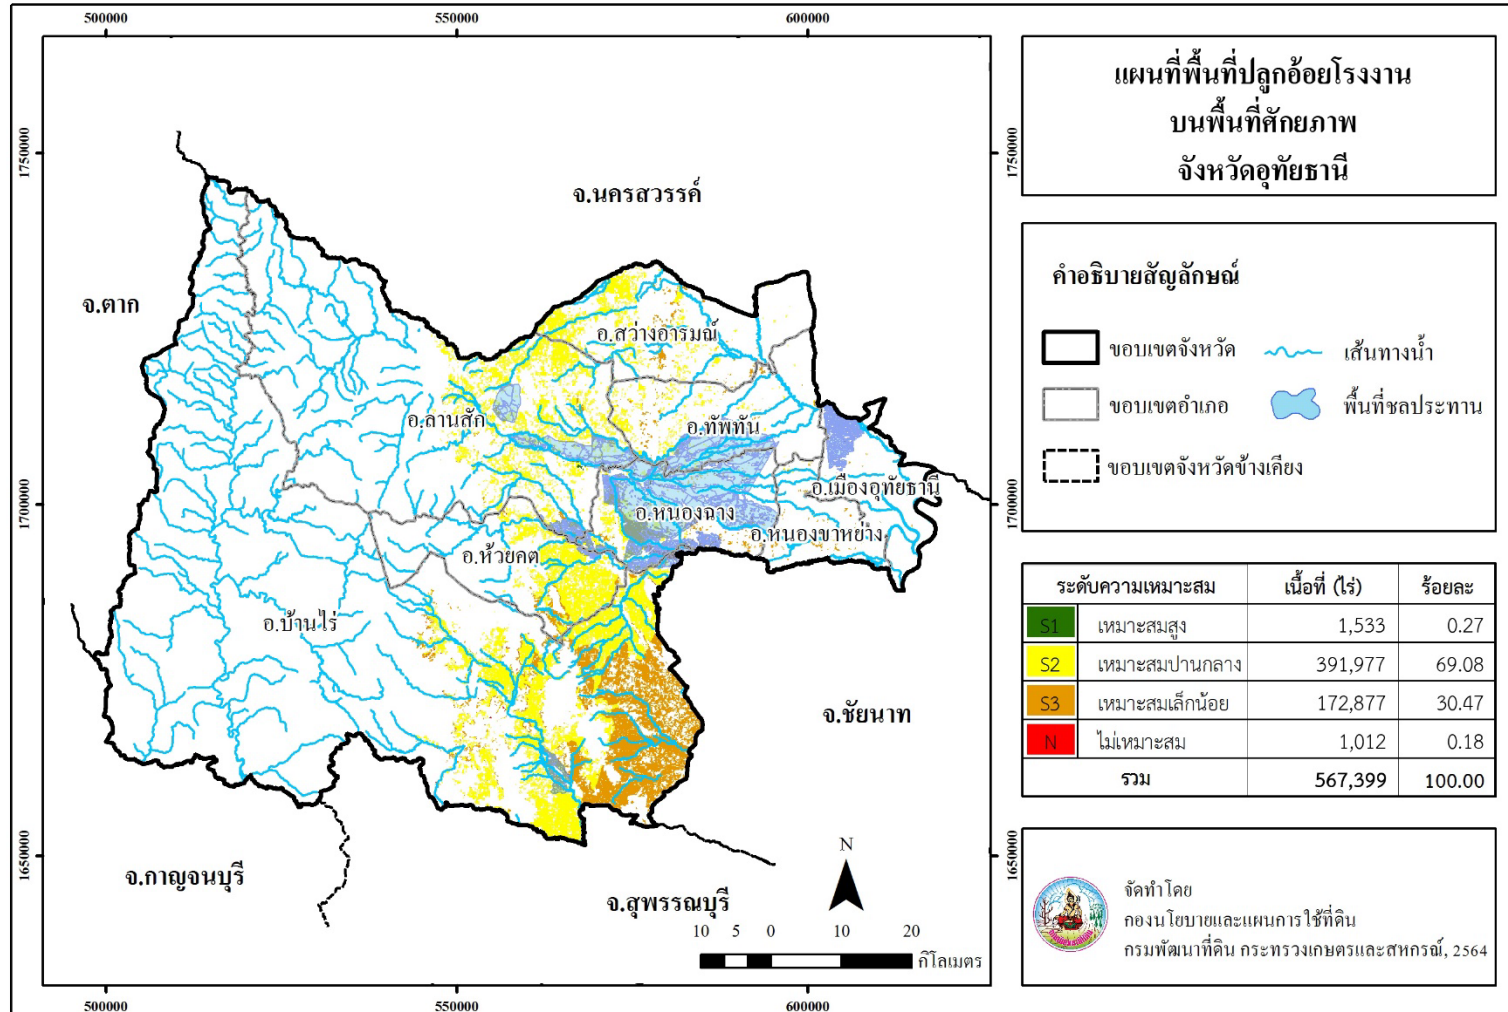 500000
550000
600000
1750000
1750000
1700000
1700000
1650000
1650000
500000
550000
600000
จ.นครสวรรค์
จ.ตาก
อ.สว่างอารมณ์
อ.ลานสัก
อ.ทัพทัน
อ.เมืองอุทัยธานี
อ.หนองฉาง
อ.หนองขาหย่าง
อ.ห้วยคต
อ.บ้านไร่
จ.ชัยนาท
จ.กาญจนบุรี
จ.สุพรรณบุรี
N
10 5 0 10 20
กิโลเมตร
แผนที่พื้นที่ปลูกอ้อยโรงงาน
บนพื้นที่ศักยภาพ
จังหวัดอุทัยธานี
คำอธิบายสัญลักษณ์
ขอบเขตจังหวัด เส้นทางน้ำ
ขอบเขตอำเภอ พื้นที่ชลประทาน
ขอบเขตจังหวัดข้างเคียง
ระดับความเหมาะสม เนื้อที่ (ไร่) ร้อยละ
S1 เหมาะสมสูง 1,533 0.27
S2 เหมาะสมปานกลาง 391,977 69.08
S3 เหมาะสมเล็กน้อย 172,877 30.47
N ไม่เหมาะสม 1,012 0.18
รวม 567,399 100.00
จัดทำโดย
กองนโยบายและแผนการใช้ที่ดิน
กรมพัฒนาที่ดิน กระทรวงเกษตรและสหกรณ์, 2564